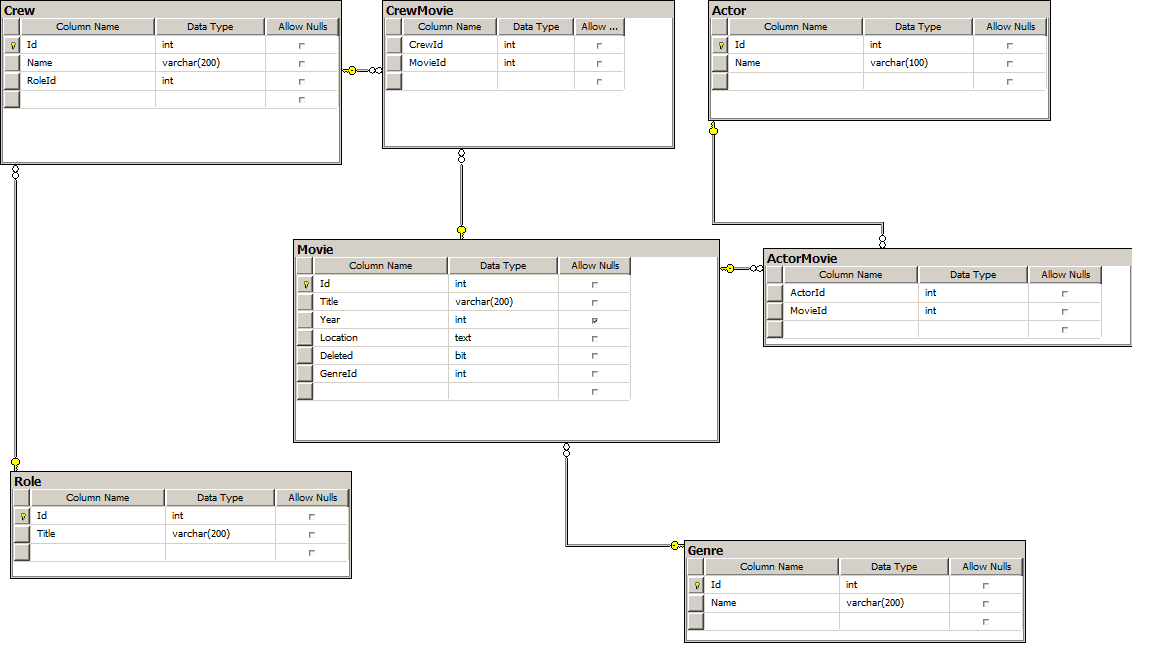 Crew
Column Name Data Type Allow Nulls
Id int
Name varchar(200)
RoleId int
CrewMovie
Column Name Data Type Allow ...
CrewId int
MovieId int
Actor
Column Name Data Type Allow Nulls
Id int
Name varchar(100)
Movie
Column Name Data Type Allow Nulls
Id int
Title varchar(200)
Year int
Location text
Deleted bit
GenreId int
ActorMovie
Column Name Data Type Allow Nulls
ActorId int
MovieId int
Role
Column Name Data Type Allow Nulls
Id int
Title varchar(200)
Genre
Column Name Data Type Allow Nulls
Id int
Name varchar(200)